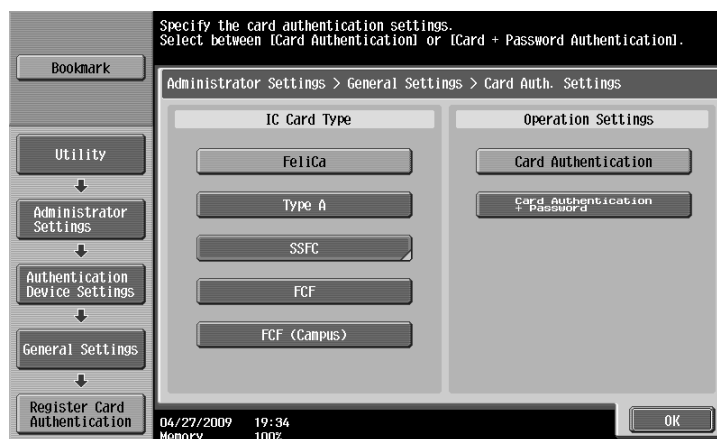 Specify the card authentication settings.
Select between [Card Authentication] or [Card + Password Authentication].
Bookmark
Administrator Settings > General Settings > Card Auth. Settings
IC Card Type
Operation Settings
Utility
FeliCa
Card Authentication
Type A
Card Authentication
+ Password
Administrator
Settings
SSFC
Authentication
Device Settings
FCF
General Settings
FCF (Campus)
Register Card
Authentication
04/27/2009 19:34
Memory 100%
OK